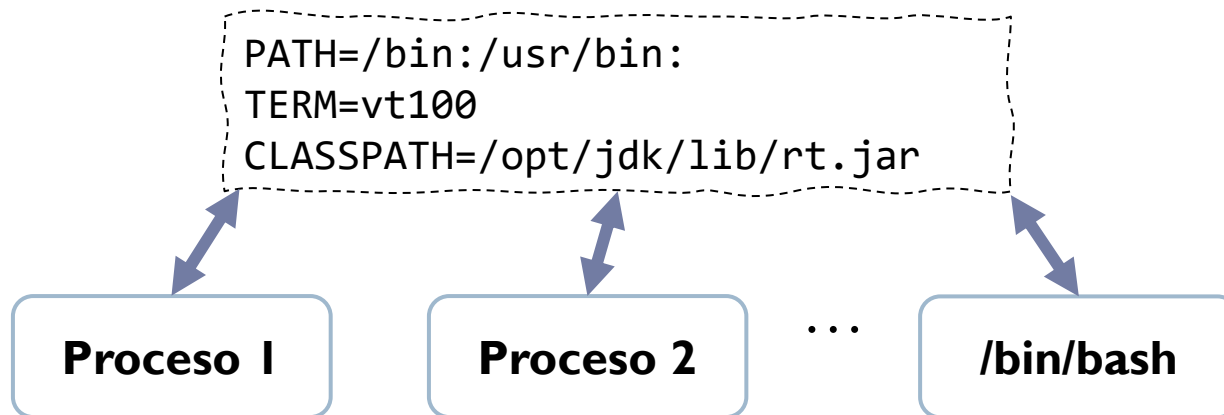 PATH=/bin:/usr/bin:
TERM=vt100
CLASSPATH=/opt/jdk/lib/rt.jar
Proceso 1
Proceso 2
...
/bin/bash